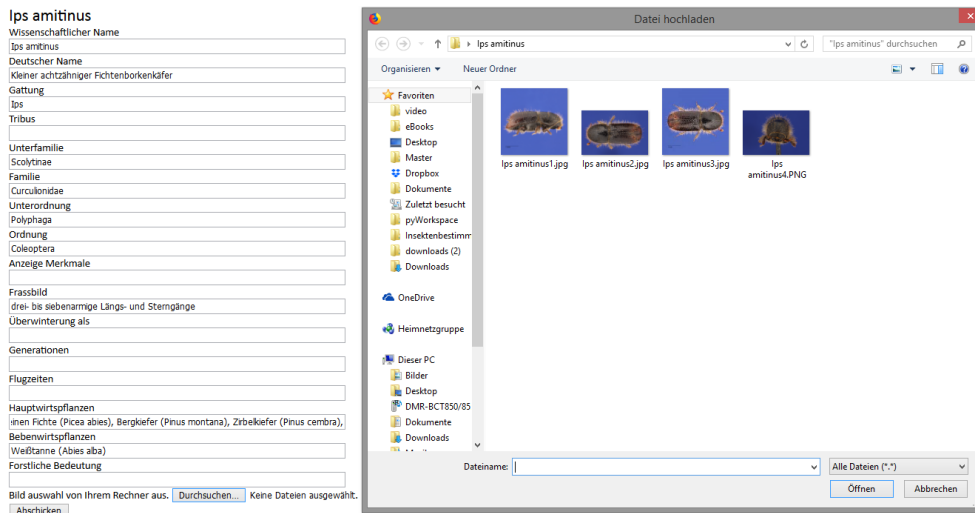 Ips amitinus
Wissenschaftlicher Name
Ips amitinus
Deutscher Name
Kleiner achtzähniger Fichtenborkenkäfer
Gattung
Ips
Tribus
Unterfamilie
Scolytinae
Familie
Curculionidae
Unterordnung
Polyphaga
Ordnung
Coleoptera
Anzeige Merkmale
Frassbild
drei- bis siebenarmige Längs- und Sterngänge
Überwinterung als
Generationen
Flugzeiten
Hauptwirtspflanzen
einen Fichte (Picea abies), Bergkiefer (Pinus montana), Zirbelkiefer (Pinus cembra),
Bebenwirtspflanzen
Weißtanne (Abies alba)
Forstliche Bedeutung
Bild auswahl von Ihrem Rechner aus. Durchsuchen... Keine Dateien ausgewählt.
Abschicken
Datei hochladen
Ips amitinus
"Ips amitinus" durchsuchen
Organisieren Neuer Ordner
Favoriten
video
eBooks
Desktop
Master
Dropbox
Dokumente
Zuletzt besucht
pyWorkspace
Insektenbestimm
downloads (2)
Downloads
OneDrive
Heimnetzgruppe
Dieser PC
Bilder
Desktop
DMR-BCT850/85
Dokumente
Downloads
Ips amitinus1.jpg
Ips amitinus2.jpg
Ips amitinus3.jpg
Ips
amitinus4.PNG
Dateiname:
Alle Dateien (*.*)
Öffnen Abbrechen